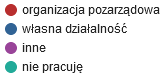 organizacja pozarządowa
własna działalność
inne
nie pracuję